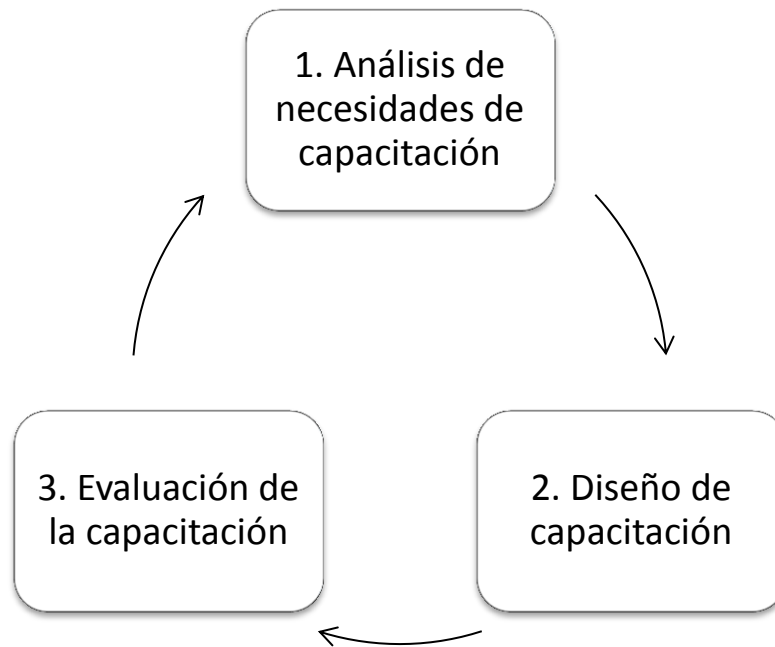 1. Análisis de
necesidades de
capacitación
3. Evaluación de
la capacitación
2. Diseño de
capacitación